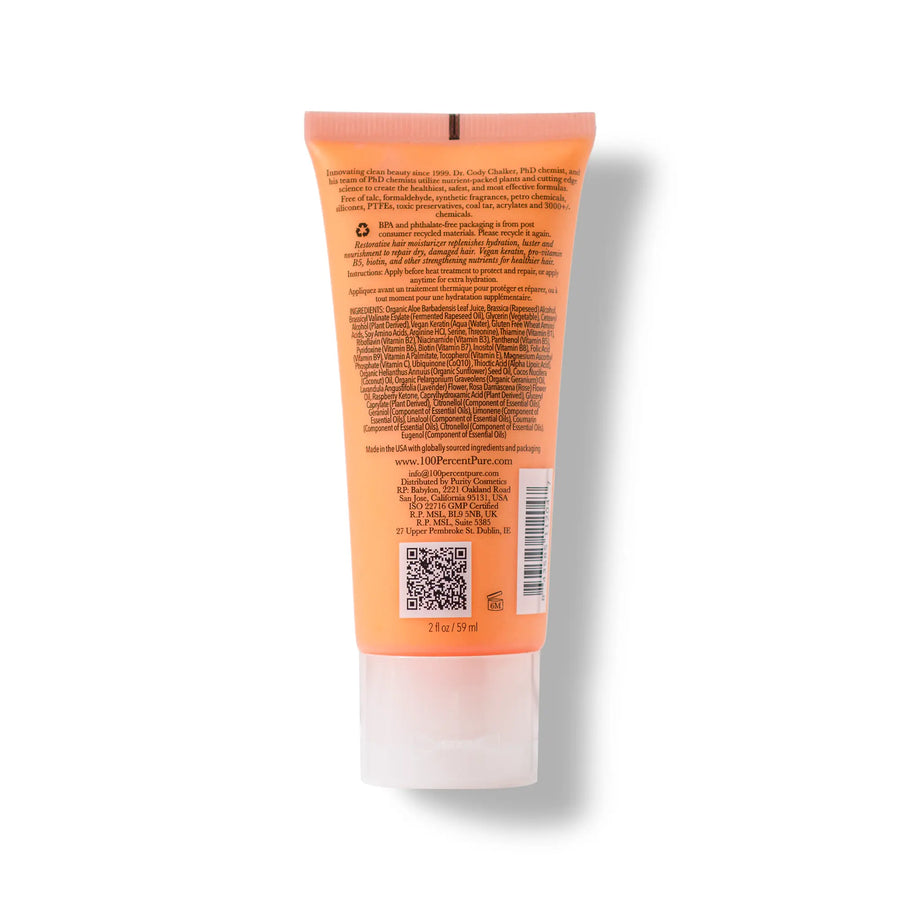 Innovating clean beauty since 1999. Dr. Cody Chalker, PhD chemist, and
his team of PhD chemists utilize nutrient-packed plants and cutting edge
science to create the healthiest, safest, and most effective formulas.
Free of talc, formaldehyde, synthetic fragrances, petro chemicals,
silicones, PTFEs, toxic preservatives, coal tar, acrylates and 3000+/-
chemicals.
BPA and phthalate-free packaging is from post
consumer recycled materials. Please recycle it again.
Restorative hair moisturizer replenishes hydration, luster and
nourishment to repair dry, damaged hair. Vegan keratin, pro-vitamin
B5, biotin, and other strengthening nutrients for healthier hair.
Instructions: Apply before heat treatment to protect and repair, or apply
anytime for extra hydration.
Appliquez avant un traitement thermique pour protéger et réparer, ou à
tout moment pour une hydratation supplémentaire.
INGREDIENTS: Organic Aloe Barbadensis Leaf Juice, Brassica (Rapeseed) Alcohol,
Brassicyl Valinate Esylate (Fermented Rapeseed Oil), Glycerin (Vegetable), Cetearyl
Alcohol (Plant Derived), Vegan Keratin (Aqua (Water), Gluten Free Wheat Amino
Acids, Soy Amino Acids, Arginine HCl, Serine, Threonine), Thiamine (Vitamin B1),
Riboflavin (Vitamin B2), Niacinamide (Vitamin B3), Panthenol (Vitamin B5),
Pyridoxine (Vitamin B6), Biotin (Vitamin B7), Inositol (Vitamin B8), Folic Acid
(Vitamin B9), Vitamin A Palmitate, Tocopherol (Vitamin E), Magnesium Ascorbyl
Phosphate (Vitamin C), Ubiquinone (CoQ10), Thioctic Acid (Alpha Lipoic Acid),
Organic Helianthus Annuus (Organic Sunflower) Seed Oil, Cocos Nucifera
(Coconut) Oil, Organic Pelargonium Graveolens (Organic Geranium) Oil,
Lavandula Angustifolia (Lavender) Flower, Rosa Damascena (Rose) Flower
Oil, Raspberry Ketone, Caprylhydroxamic Acid (Plant Derived), Glyceryl
Caprylate (Plant Derived), Citronellol (Component of Essential Oils),
Geraniol (Component of Essential Oils), Limonene (Component of
Essential Oils), Linalool (Component of Essential Oils), Coumarin
(Component of Essential Oils), Citronellol (Component of Essential Oils),
Eugenol (Component of Essential Oils)
Made in the USA with globally sourced ingredients and packaging
www.100PercentPure.com
info@100percentpure.com
Distributed by Purity Cosmetics
RP: Babylon, 2221 Oakland Road
San Jose, California 95131, USA
ISO 22716 GMP Certified
R.P. MSL, BL9 5NB, UK
R.P. MSL, Suite 5385
27 Upper Pembroke St. Dublin, IE
6M
2 fl oz / 59 ml